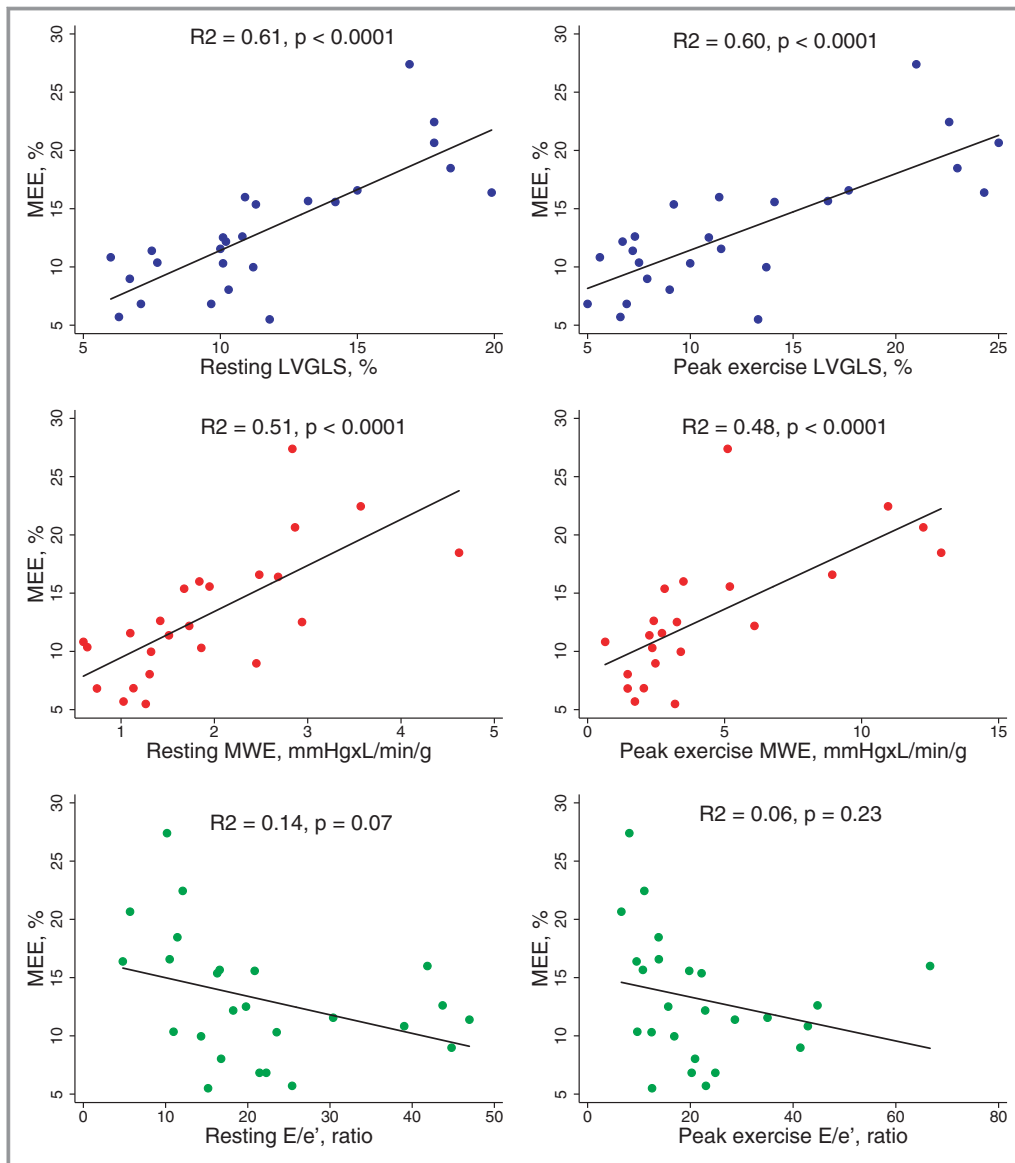 R2 = 0.61, p < 0.0001
MEE, %
30
25
20
15
10
5
5 10 15 20
Resting LVGLS, %
R2 = 0.60, p < 0.0001
MEE, %
30
25
20
15
10
5
5 10 15 20 25
Peak exercise LVGLS, %
R2 = 0.51, p < 0.0001
MEE, %
30
25
20
15
10
5
1 2 3 4 5
Resting MWE, mmHgxL/min/g
R2 = 0.48, p < 0.0001
MEE, %
30
25
20
15
10
5
0 5 10 15
Peak exercise MWE, mmHgxL/min/g
R2 = 0.14, p = 0.07
MEE, %
30
25
20
15
10
5
0 10 20 30 40 50
Resting E/e’, ratio
R2 = 0.06, p = 0.23
MEE, %
30
25
20
15
10
5
0 20 40 60 80
Peak exercise E/e’, ratio